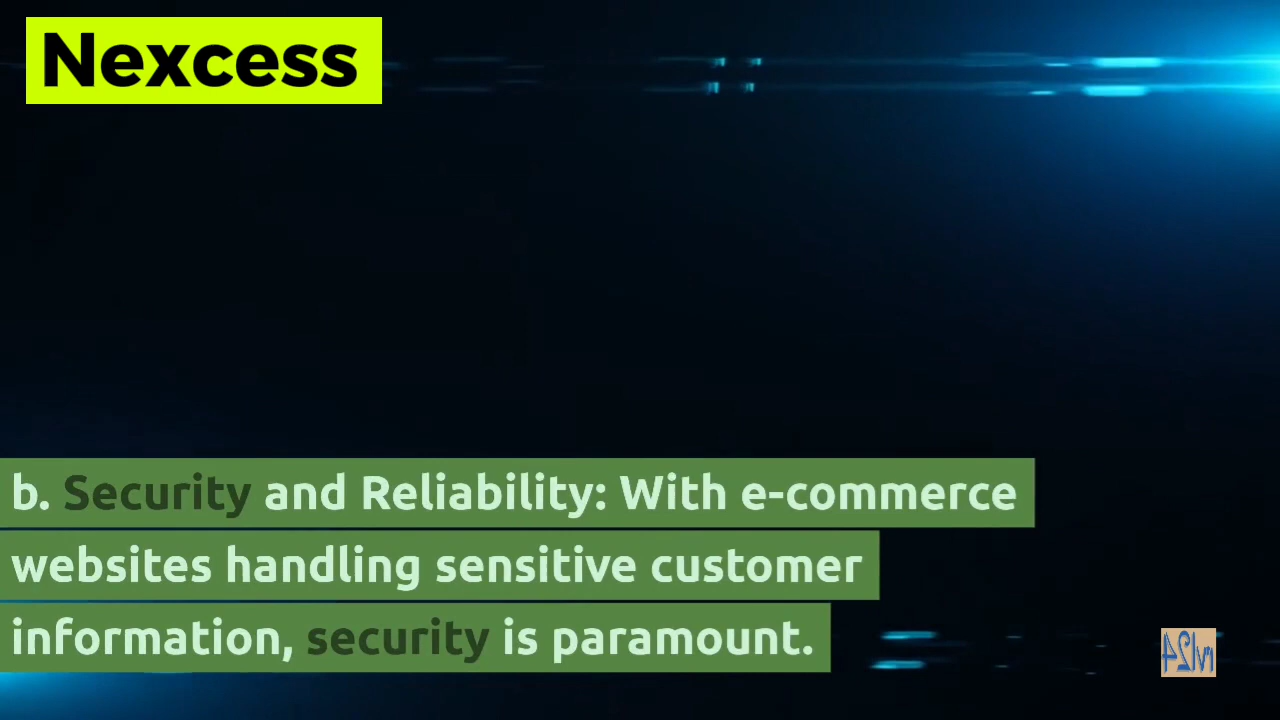 Nexcess
b. Security and Reliability: With e-commerce
websites handling sensitive customer
information, security is paramount.